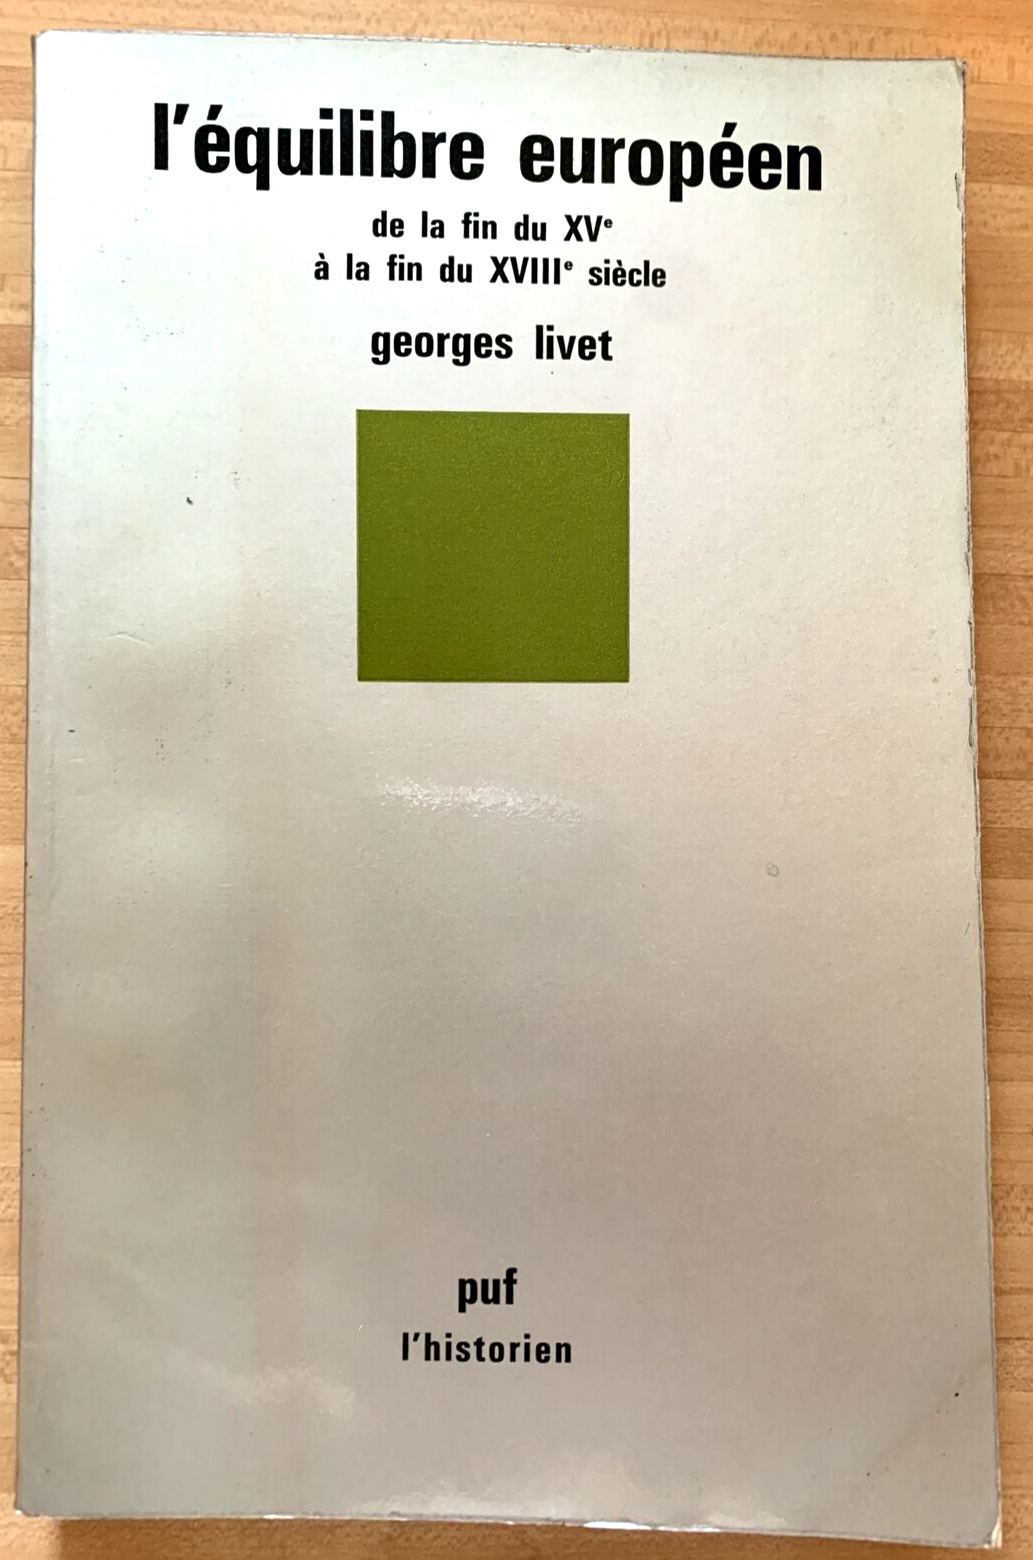 l'équilibre européen
de la fin du XVᵉ
à la fin du XVIIIᵉ siècle
georges livet
puf
l'historien